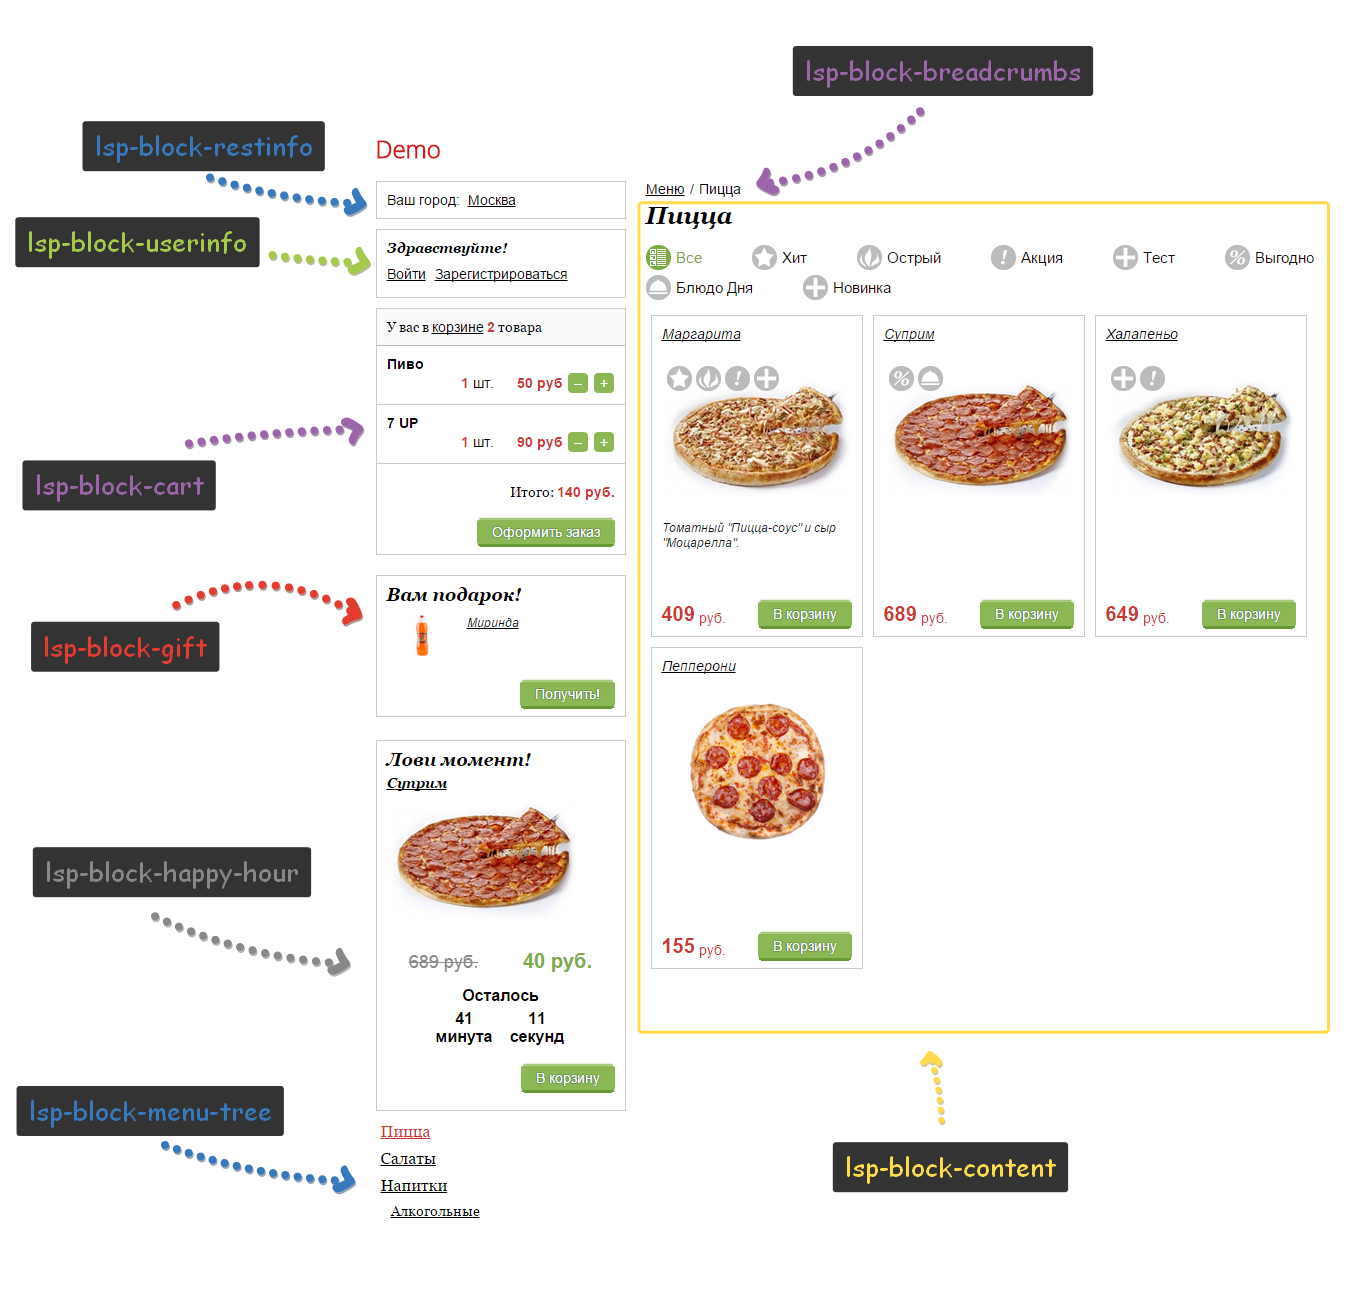 lsp-block-breadcrumbs
lsp-block-restinfo
Demo
Ваш город: Москва
lsp-block-userinfo
Здравствуйте!
Войти Зарегистрироваться
У вас в корзине 2 товара
Пиво
1 шт. 50 руб – +
7 UP
1 шт. 90 руб – +
lsp-block-cart
Итого: 140 руб.
Оформить заказ
lsp-block-gift
Вам подарок!
Миринда
Получить!
Лови момент!
Суприм
lsp-block-happy-hour
689 руб. 40 руб.
Осталось
41 11
минута секунд
В корзину
lsp-block-menu-tree
Пицца
Салаты
Напитки
Алкогольные
Меню / Пицца
Пицца
Все Хит Острый Акция Тест Выгодно
Блюдо Дня Новинка
Маргарита
Томатный "Пицца-соус" и сыр
"Моцарелла".
409 руб. В корзину
Суприм
689 руб. В корзину
Халапеньо
649 руб. В корзину
Пепперони
155 руб. В корзину
lsp-block-content